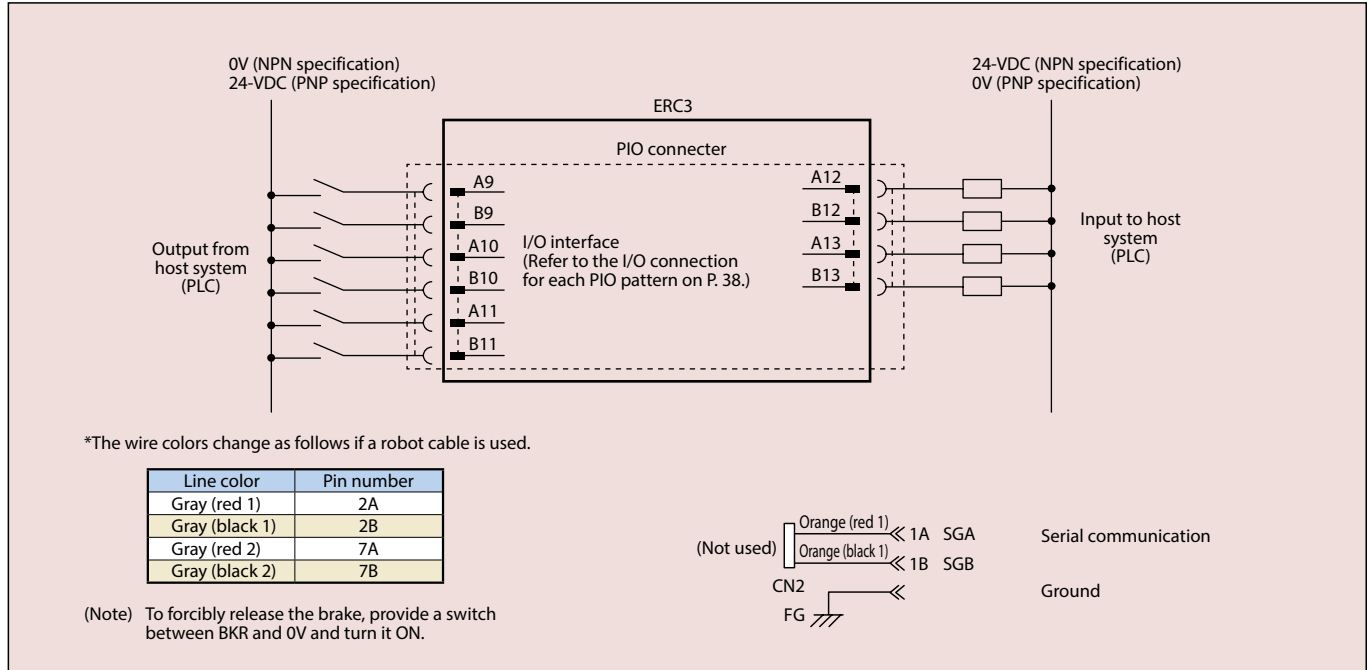 0V (NPN specification)
24-VDC (PNP specification)
24-VDC (NPN specification)
0V (PNP specification)
ERC3
PIO connecter
A9
B9
A10
B10
A11
B11
A12
B12
A13
B13
Output from
host system
(PLC)
I/O interface
(Refer to the I/O connection
for each PIO pattern on P. 38.)
Input to host
system
(PLC)
*The wire colors change as follows if a robot cable is used.
Line color Pin number
Gray (red 1) 2A
Gray (black 1) 2B
Gray (red 2) 7A
Gray (black 2) 7B
(Note) To forcibly release the brake, provide a switch
between BKR and 0V and turn it ON.
(Not used)
Orange (red 1) 1A SGA Serial communication
Orange (black 1) 1B SGB
CN2
Ground
FG